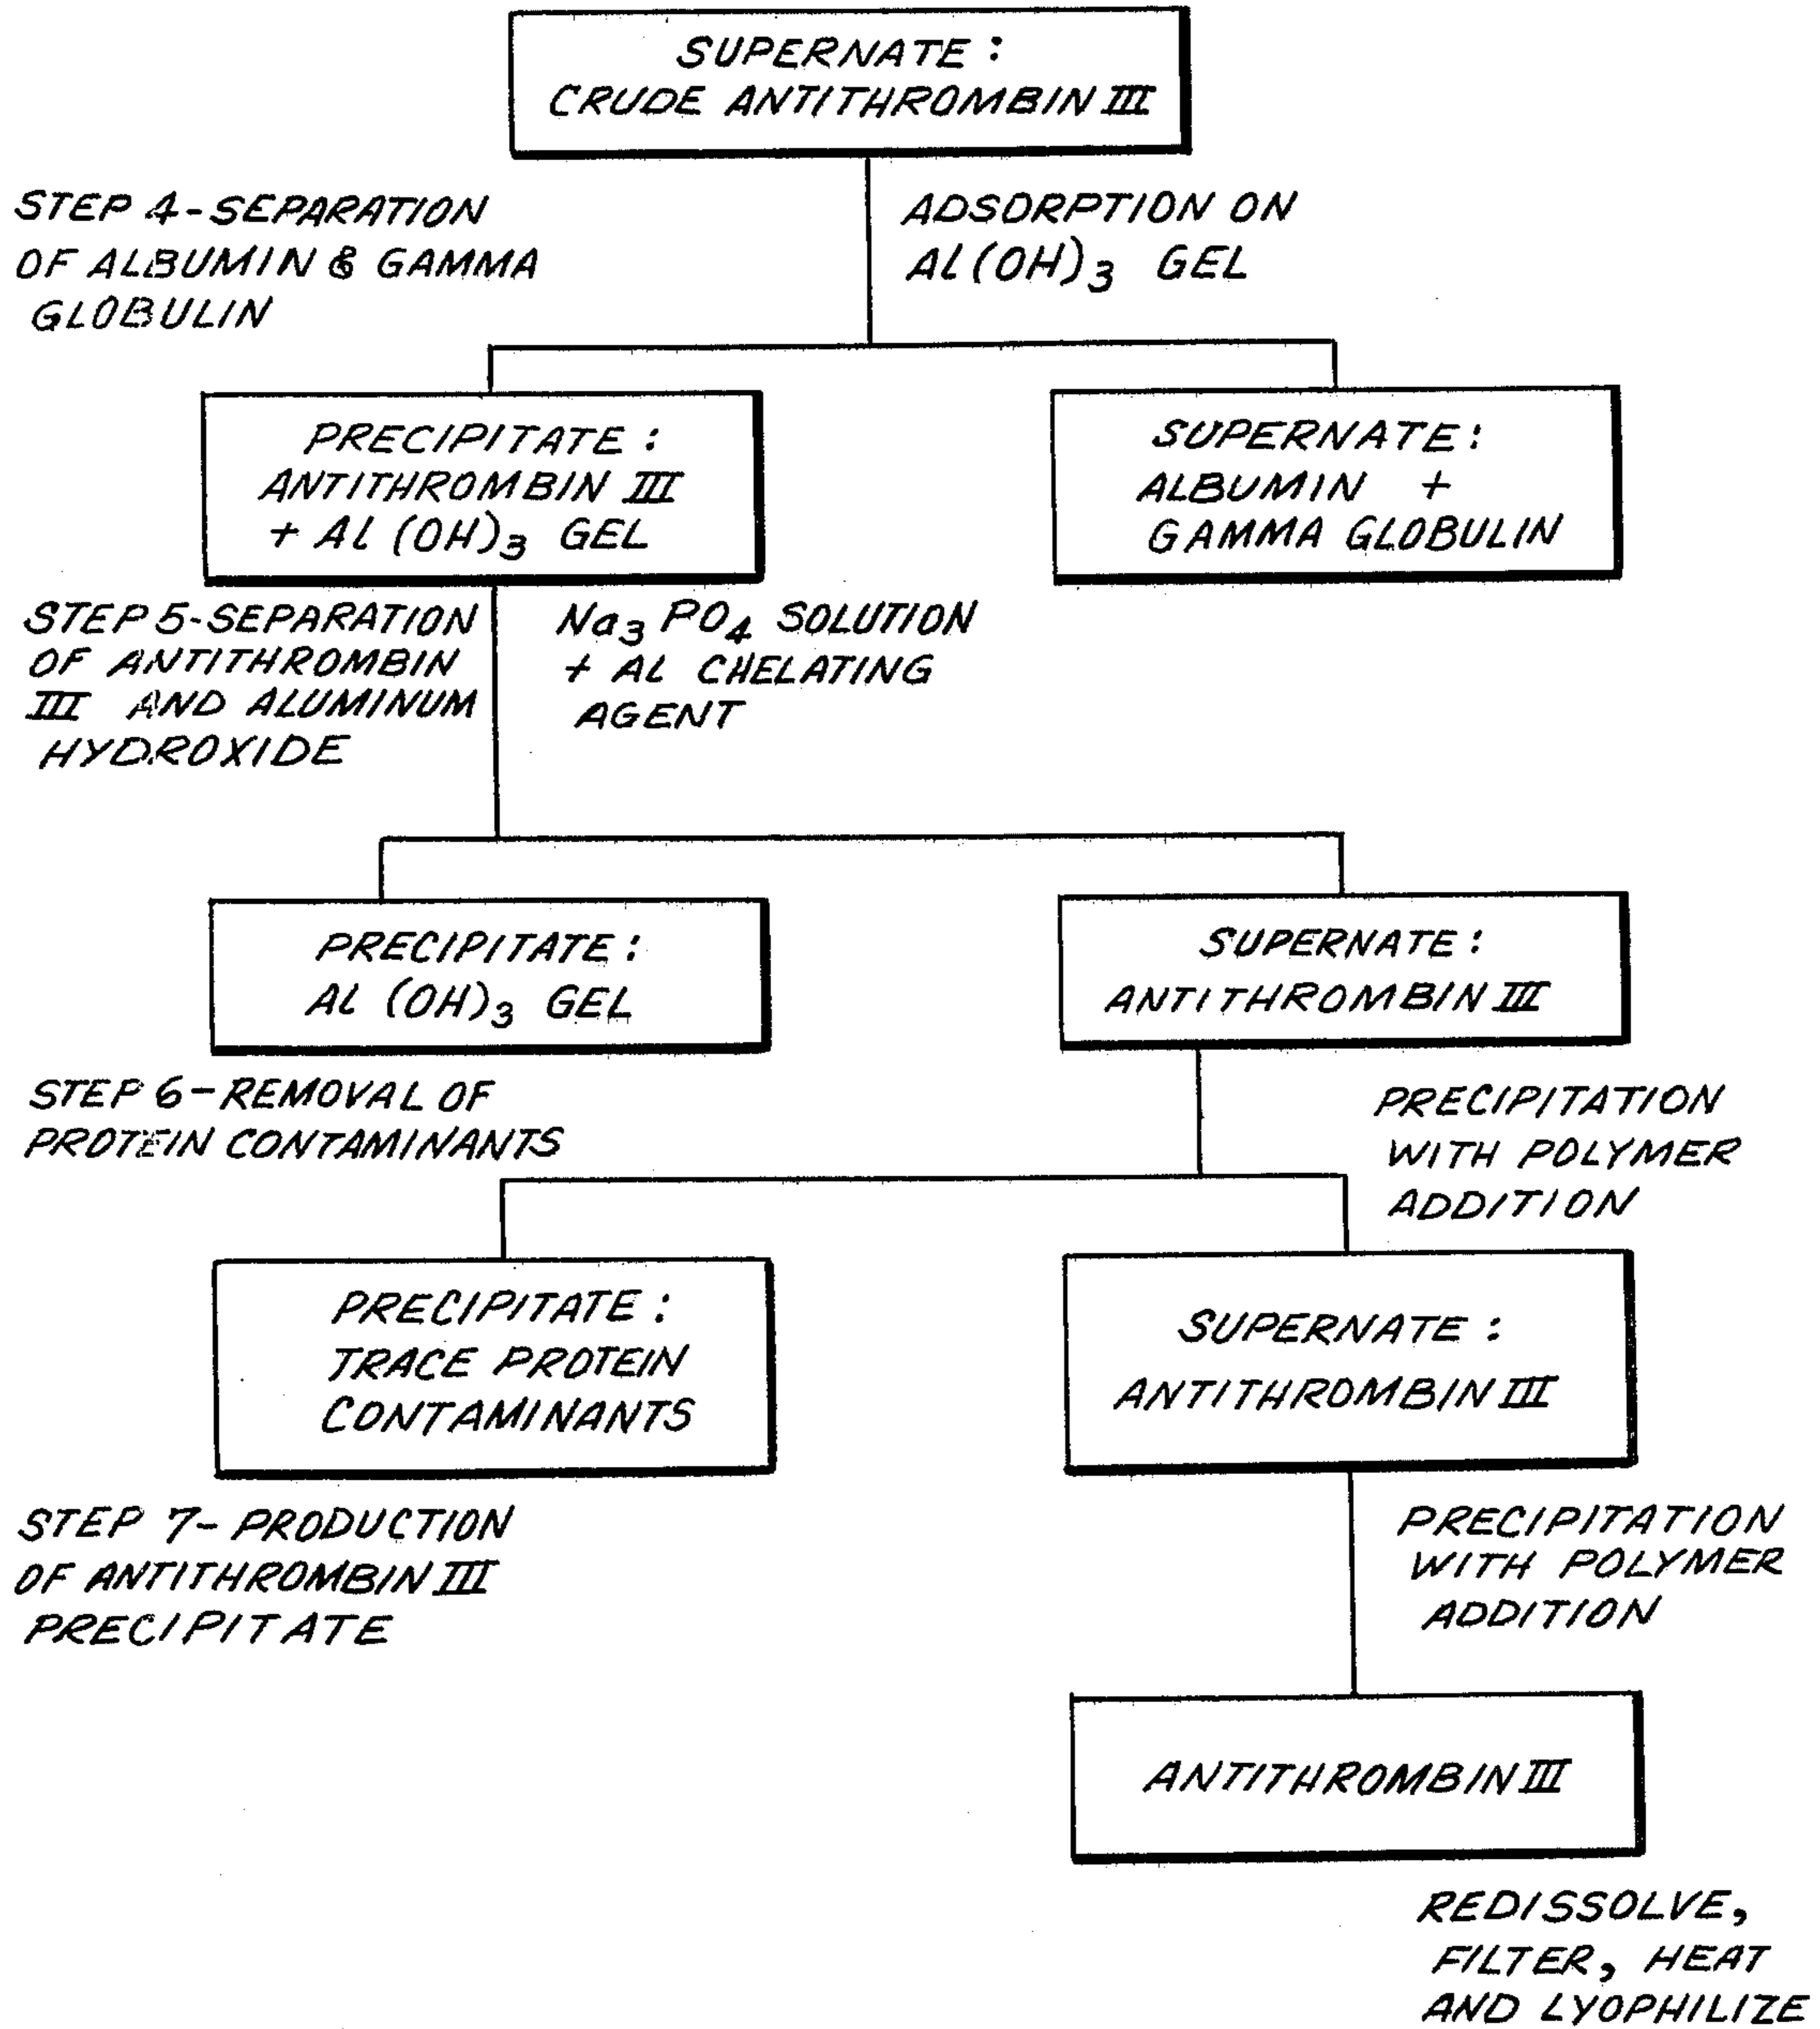 SUPERNATE:
CRUDE ANTITHROMBIN III
STEP 4-SEPARATION
OF ALBUMIN & GAMMA
GLOBULIN
ADSORPTION ON
Al(OH)3 GEL
PRECIPITATE:
ANTITHROMBIN III
+ Al (OH)3 GEL
SUPERNATE:
ALBUMIN +
GAMMA GLOBULIN
STEP 5-SEPARATION
OF ANTITHROMBIN
III AND ALUMINUM
HYDROXIDE
Na3 PO4 SOLUTION
+ AL CHELATING
AGENT
PRECIPITATE:
Al (OH)3 GEL
SUPERNATE:
ANTITHROMBIN III
STEP 6-REMOVAL OF
PROTEIN CONTAMINANTS
PRECIPITATION
WITH POLYMER
ADDITION
PRECIPITATE:
TRACE PROTEIN
CONTAMINANTS
SUPERNATE:
ANTITHROMBIN III
STEP 7-PRODUCTION
OF ANTITHROMBIN III
PRECIPITATE
PRECIPITATION
WITH POLYMER
ADDITION
ANTITHROMBIN III
REDISSOLVE,
FILTER, HEAT
AND LYOPHILIZE